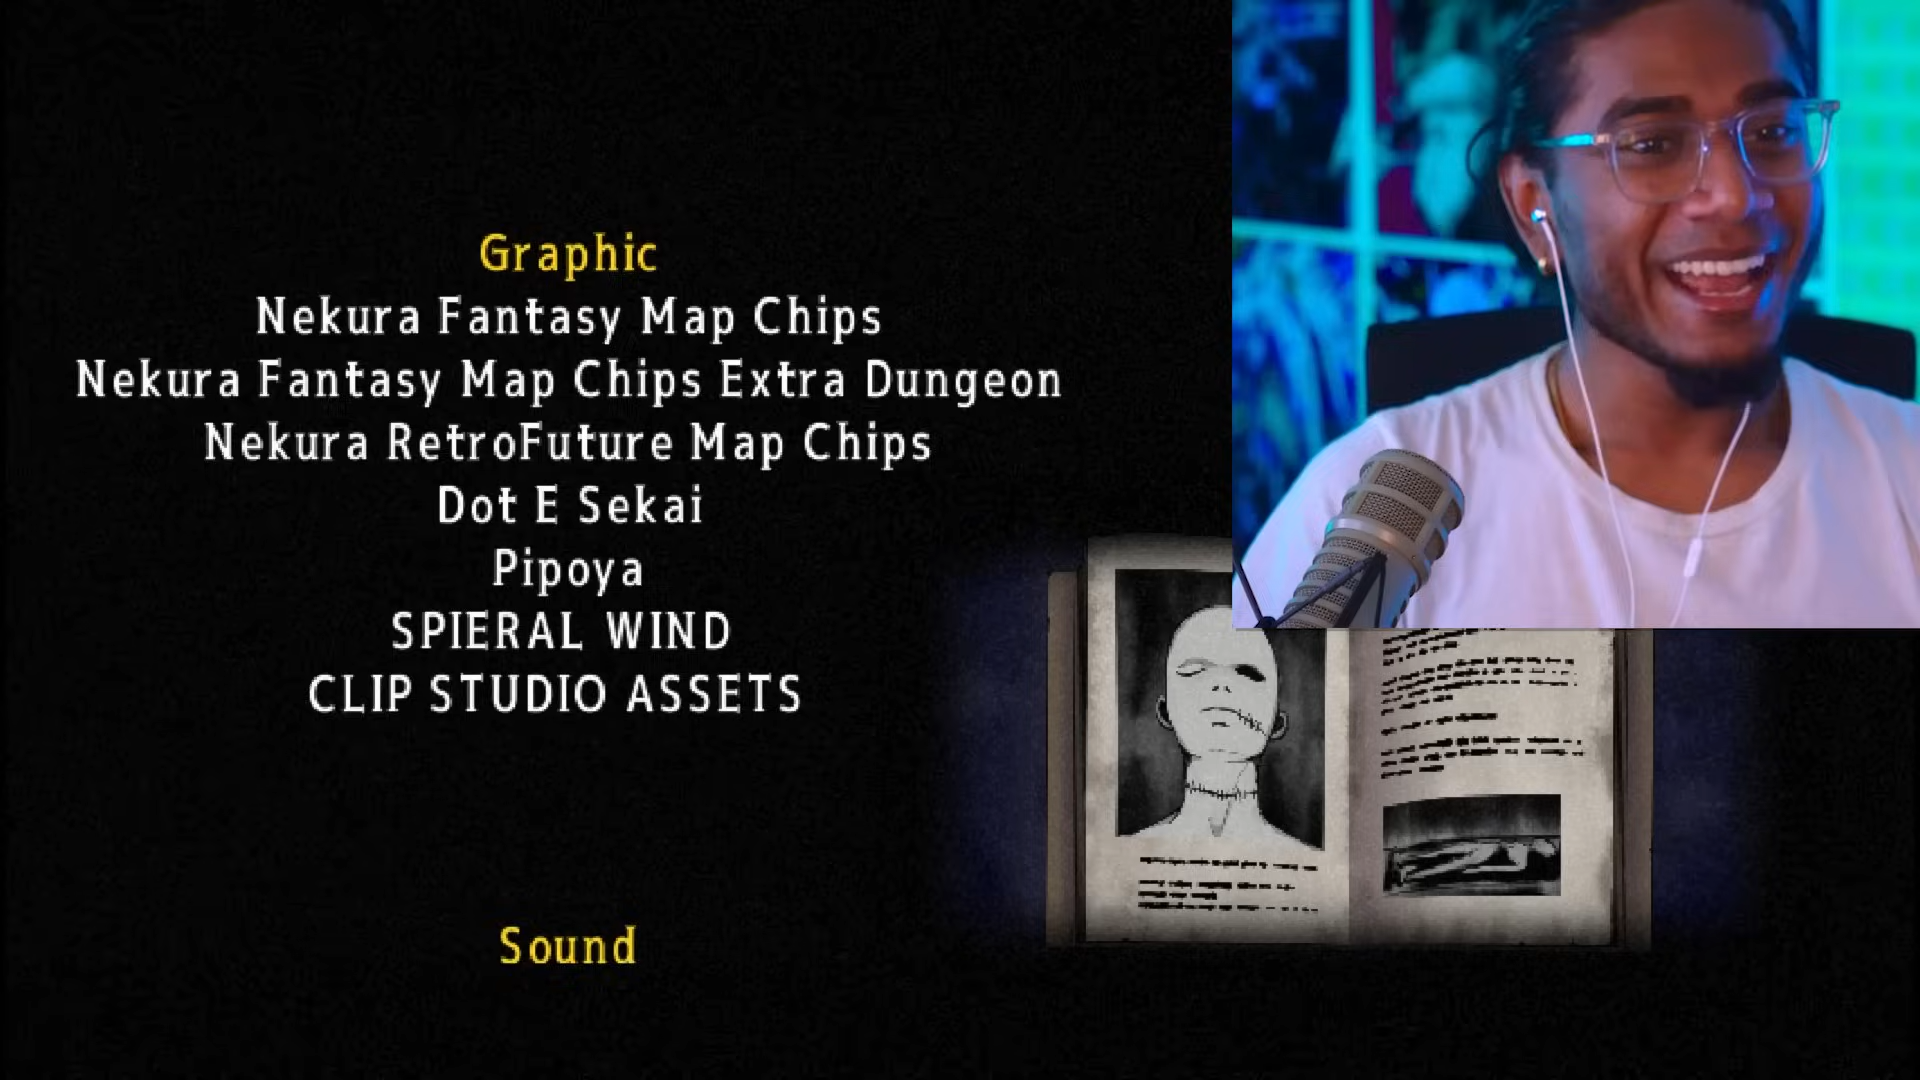 Graphic
Nekura Fantasy Map Chips
Nekura Fantasy Map Chips Extra Dungeon
Nekura RetroFuture Map Chips
Dot E Sekai
Pipoya
SPIERAL WIND
CLIP STUDIO ASSETS
Sound